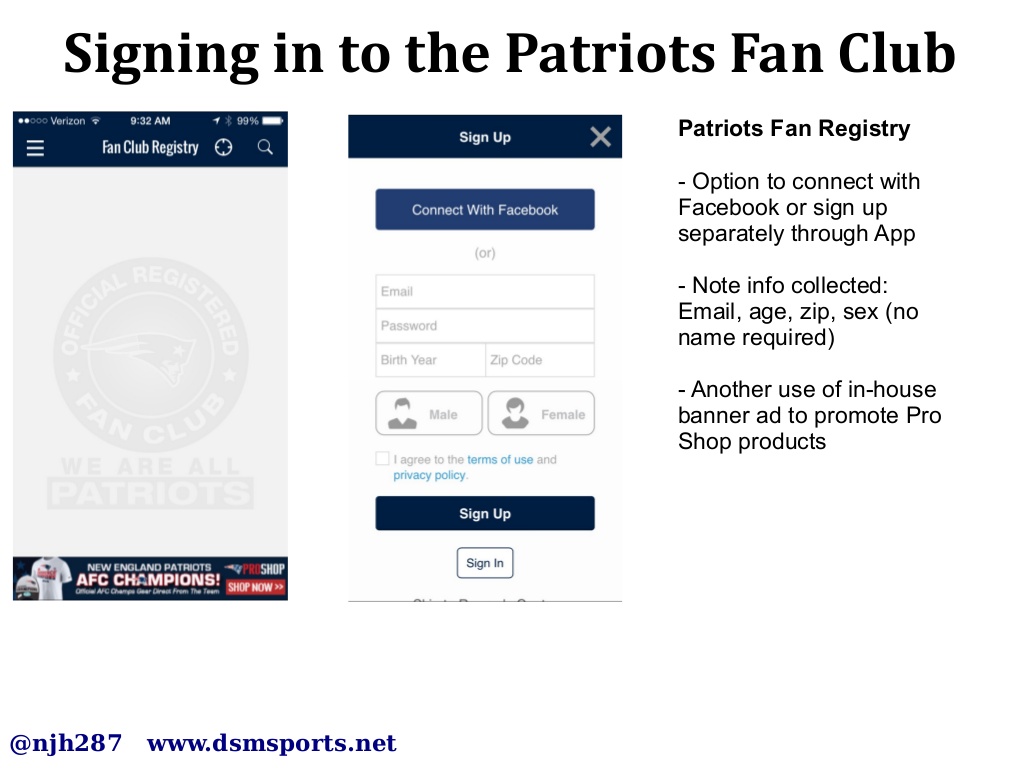 Signing in to the Patriots Fan Club
Verizon 9:32 AM 99%
Fan Club Registry
OFFICIAL REGISTERED
FAN CLUB
WE ARE ALL
PATRIOTS
NEW ENGLAND PATRIOTS
AFC CHAMPIONS!
Official AFC Champs Gear Direct From The Team
PROSHOP
SHOP NOW >>
Sign Up
Connect With Facebook
(or)
Email
Password
Birth Year Zip Code
Male Female
I agree to the terms of use and
privacy policy.
Sign Up
Sign In
Patriots Fan Registry
- Option to connect with
Facebook or sign up
separately through App
- Note info collected:
Email, age, zip, sex (no
name required)
- Another use of in-house
banner ad to promote Pro
Shop products
@njh287 www.dsmsports.net